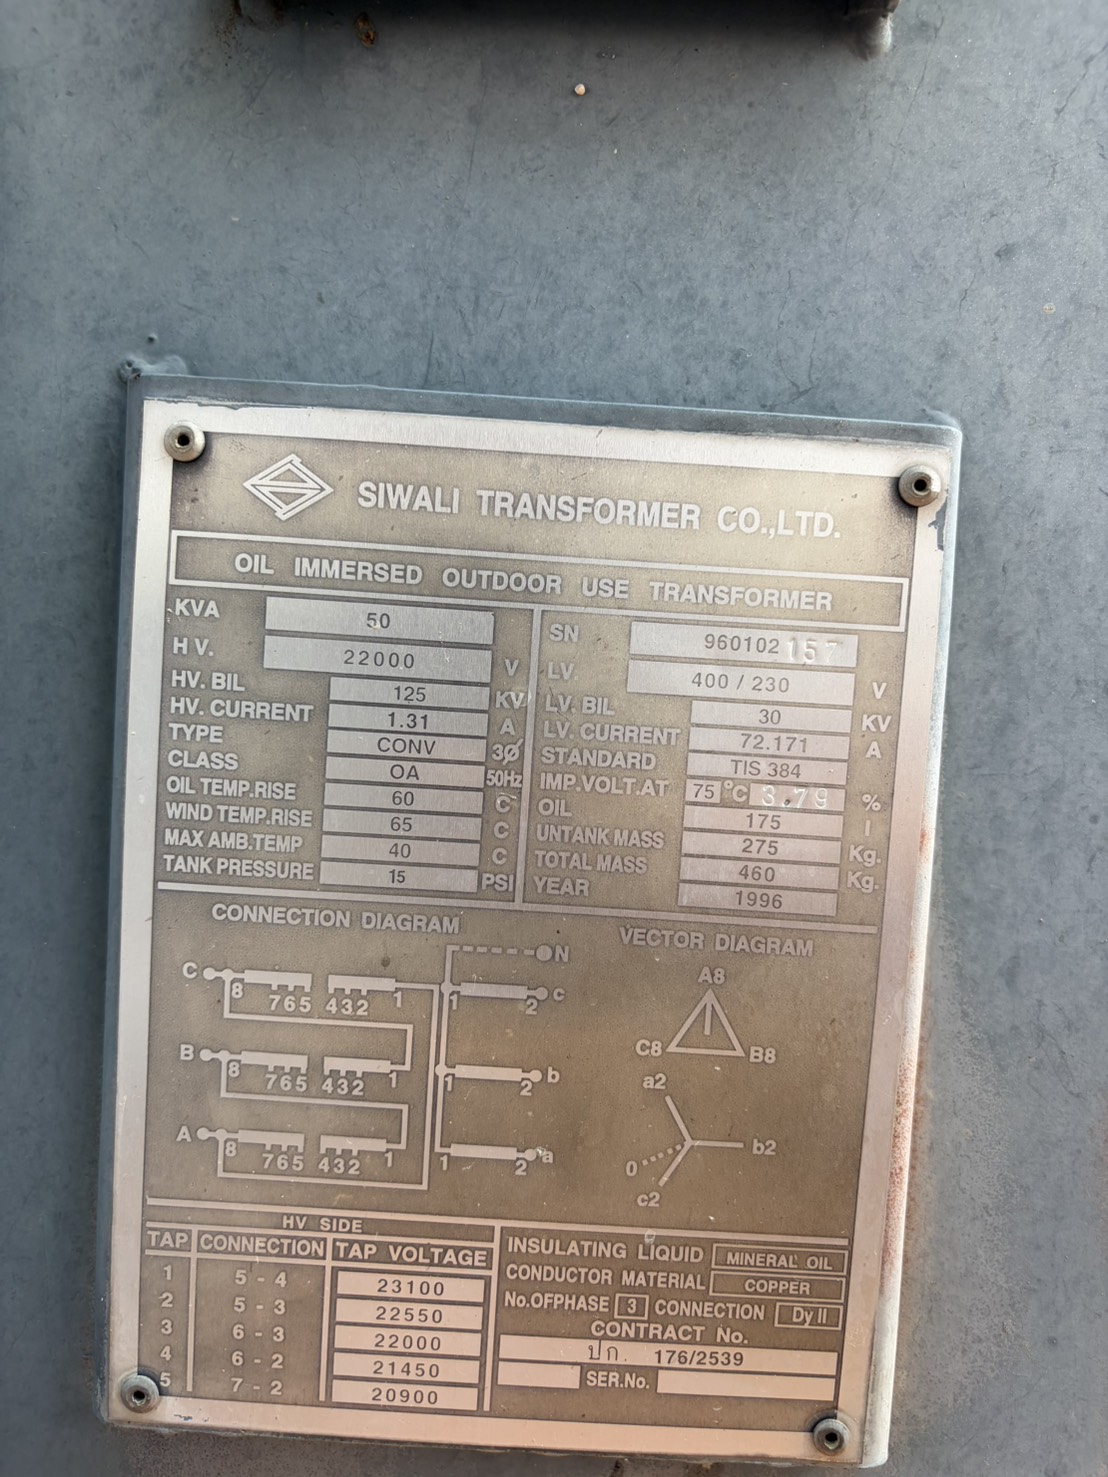 SIWALI TRANSFORMER CO.,LTD.
OIL IMMERSED OUTDOOR USE TRANSFORMER
KVA 50
HV. 22000 V
HV. BIL 125 KV
HV. CURRENT 1.31 A
TYPE CONV 3Ø
CLASS OA 50Hz
OIL TEMP.RISE 60 °C
WIND TEMP.RISE 65 C
MAX AMB.TEMP 40 C
TANK PRESSURE 15 PSI
SN 960102157
LV. 400 / 230 V
LV. BIL 30 KV
LV. CURRENT 72.171 A
STANDARD TIS 384
IMP.VOLT.AT 75 °C 3.79 %
OIL 175 l
UNTANK MASS 275 Kg.
TOTAL MASS 460 Kg.
YEAR 1996
CONNECTION DIAGRAM
N
C 8 765 432 1 1 2 c
B 8 765 432 1 1 2 b
A 8 765 432 1 1 2 a
VECTOR DIAGRAM
A8
C8 B8
a2
b2
0
c2
HV SIDE
TAP CONNECTION TAP VOLTAGE
1 5 - 4 23100
2 5 - 3 22550
3 6 - 3 22000
4 6 - 2 21450
5 7 - 2 20900
INSULATING LIQUID MINERAL OIL
CONDUCTOR MATERIAL COPPER
No.OFPHASE 3 CONNECTION Dy II
CONTRACT No.
ปก. 176/2539
SER.No.